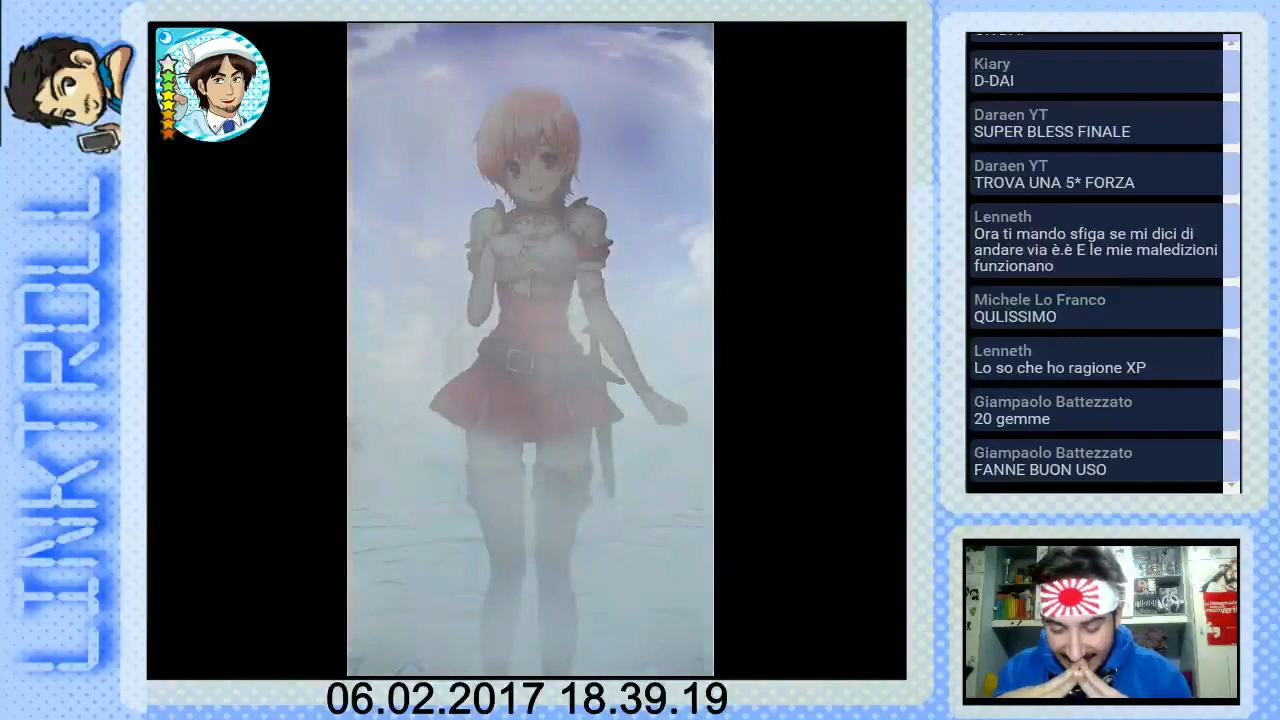 LINKTROLL
Kiary
D-DAI
Daraen YT
SUPER BLESS FINALE
Daraen YT
TROVA UNA 5* FORZA
Lenneth
Ora ti mando sfiga se mi dici di
andare via è.è E le mie maledizioni
funzionano
Michele Lo Franco
QULISSIMO
Lenneth
Lo so che ho ragione XP
Giampaolo Battezzato
20 gemme
Giampaolo Battezzato
FANNE BUON USO
06.02.2017 18.39.19